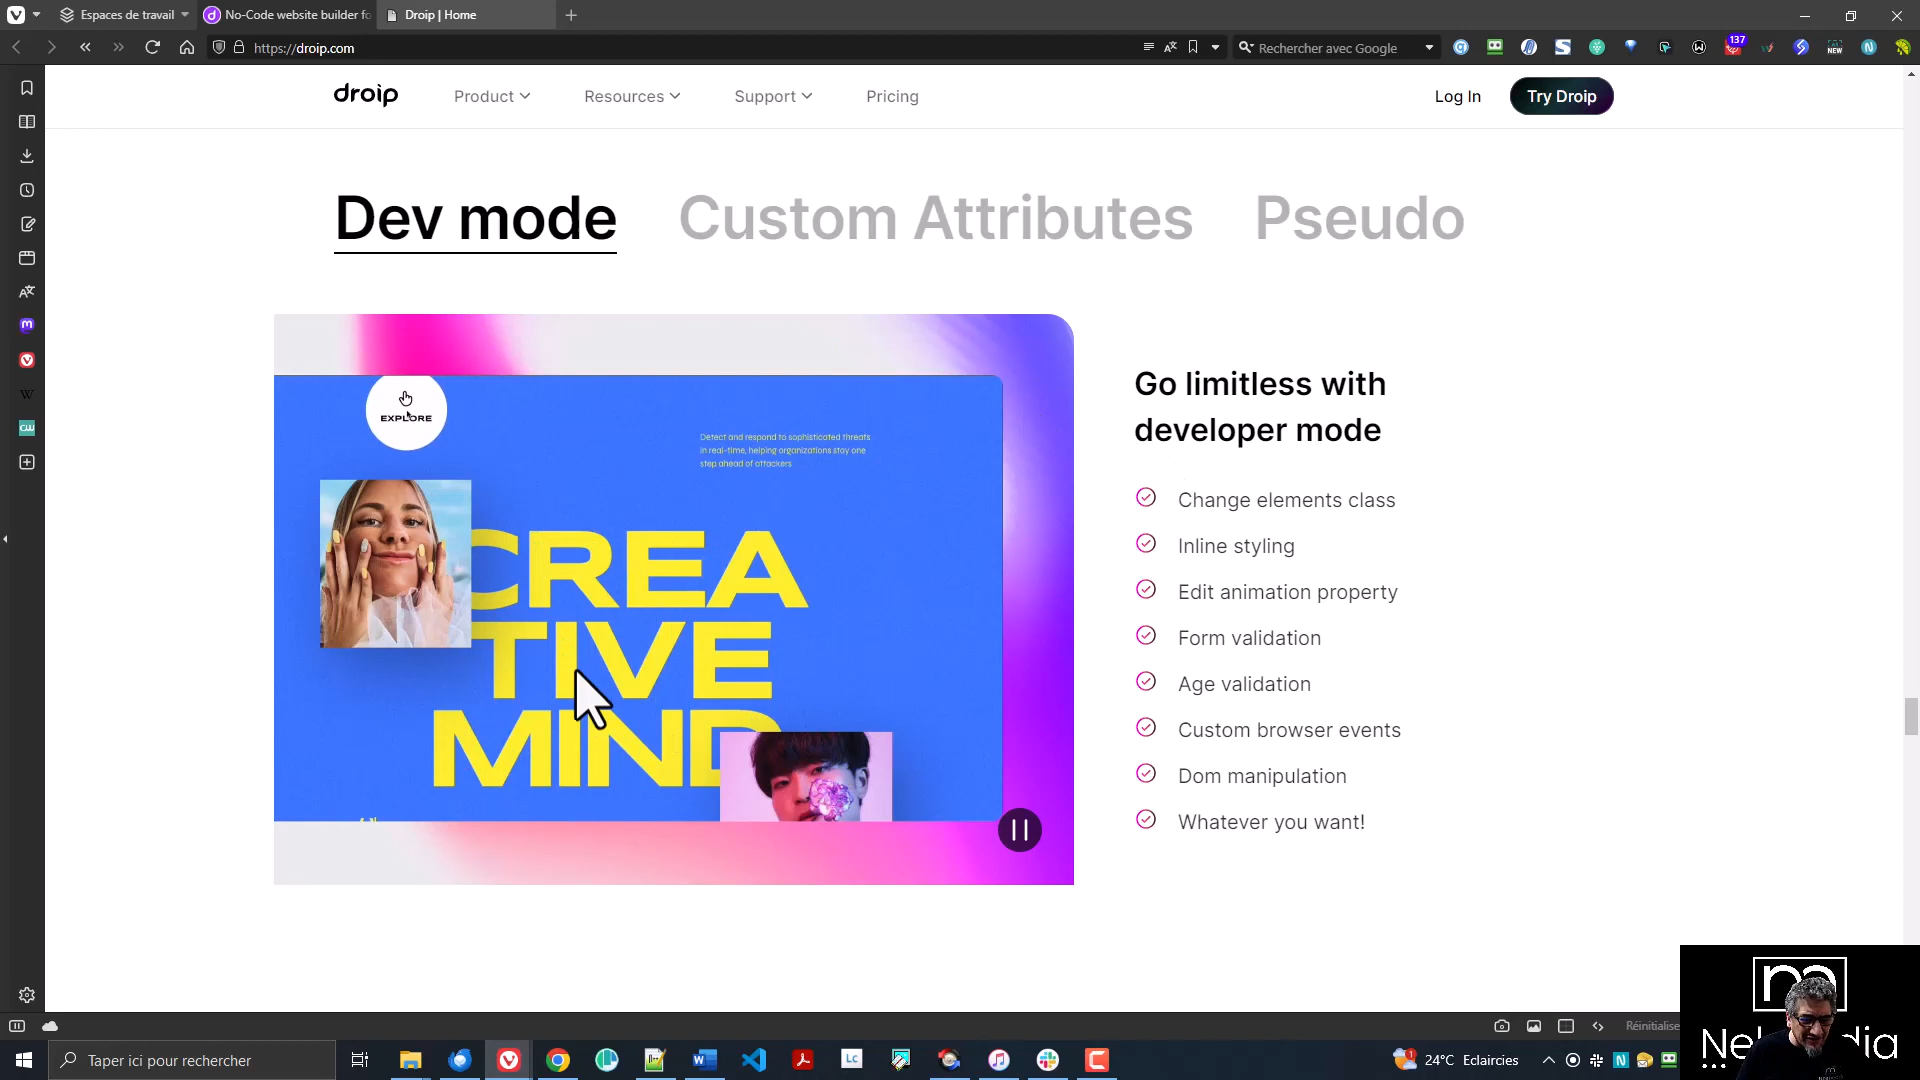 Espaces de travail
No-Code website builder fo
Droip | Home
https://droip.com
Rechercher avec Google
137
NEW
droip
Product
Resources
Support
Pricing
Log In
Try Droip
Dev mode
Custom Attributes
Pseudo
EXPLORE
Detect and respond to sophisticated threats
in real-time, helping organizations stay one
step ahead of attackers
CREA
TIVE
MIND
Go limitless with
developer mode
Change elements class
Inline styling
Edit animation property
Form validation
Age validation
Custom browser events
Dom manipulation
Whatever you want!
Réinitialise
Taper ici pour rechercher
24°C Eclaircies